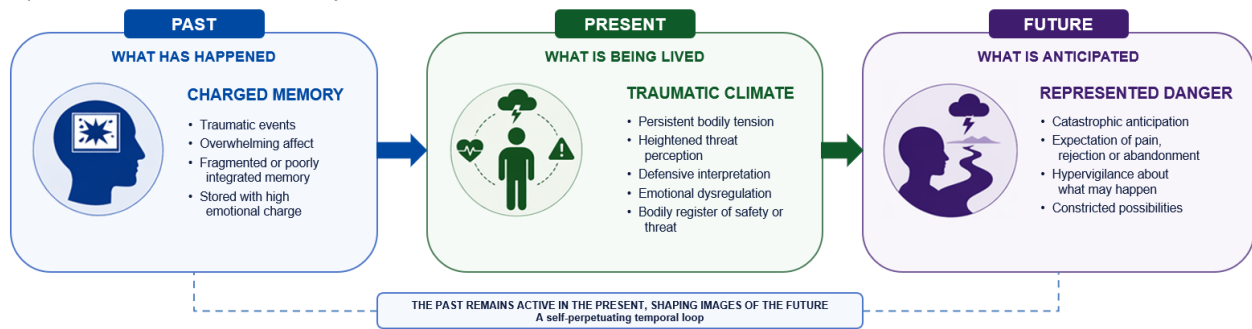 PAST
WHAT HAS HAPPENED
CHARGED MEMORY
• Traumatic events
• Overwhelming affect
• Fragmented or poorly
integrated memory
• Stored with high
emotional charge
PRESENT
WHAT IS BEING LIVED
TRAUMATIC CLIMATE
• Persistent bodily tension
• Heightened threat
perception
• Defensive interpretation
• Emotional dysregulation
• Bodily register of safety or
threat
FUTURE
WHAT IS ANTICIPATED
REPRESENTED DANGER
• Catastrophic anticipation
• Expectation of pain,
rejection or abandonment
• Hypervigilance about
what may happen
• Constricted possibilities
THE PAST REMAINS ACTIVE IN THE PRESENT, SHAPING IMAGES OF THE FUTURE
A self-perpetuating temporal loop